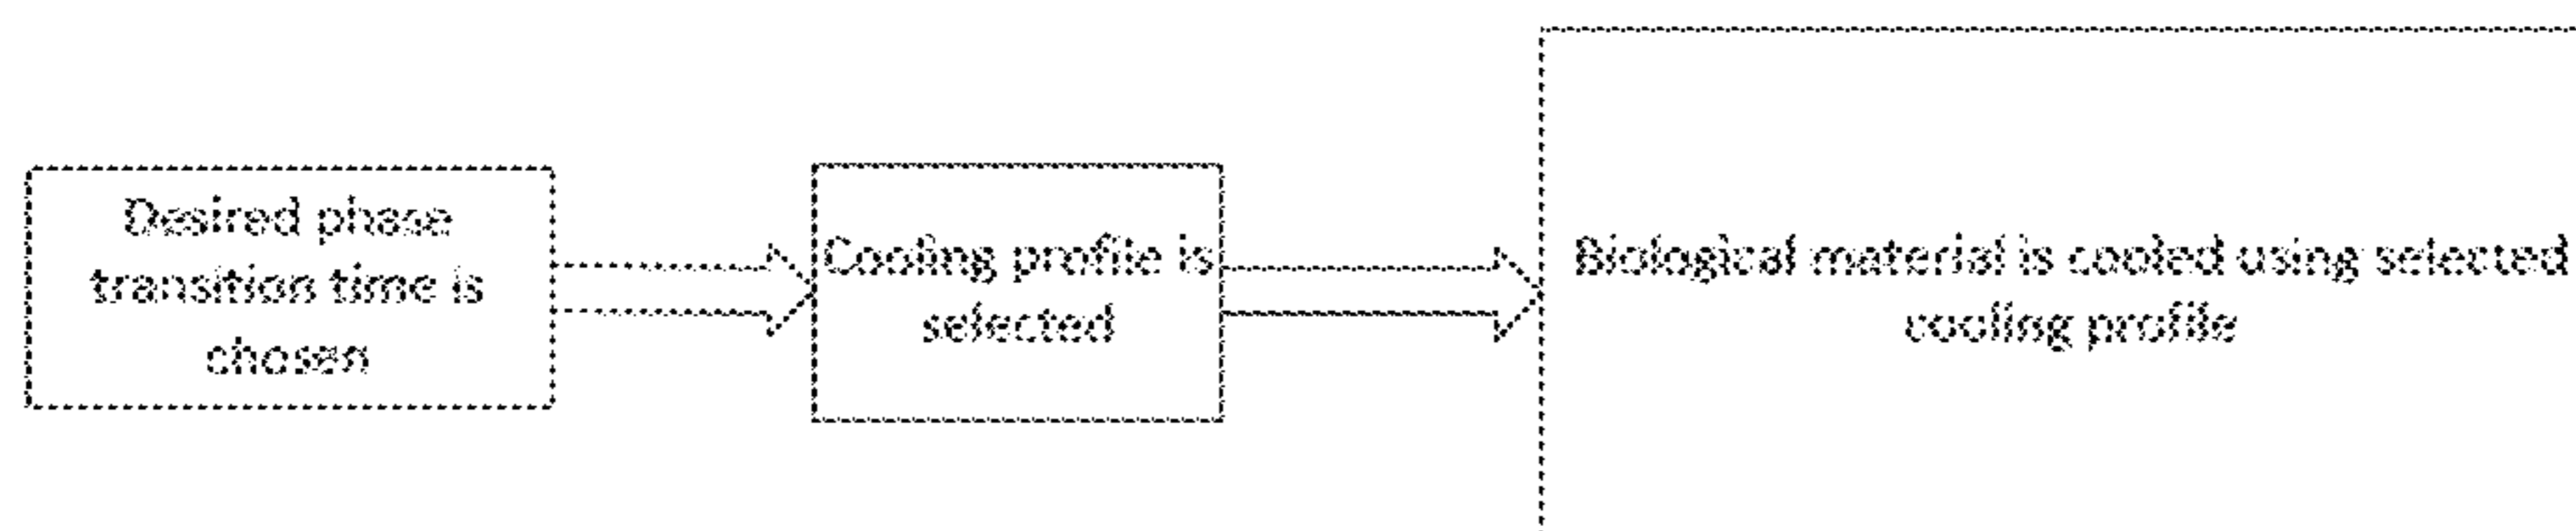 Desired phase
transition time is
chosen
Cooling profile is
selected
Biological material is cooled using selected
cooling profile